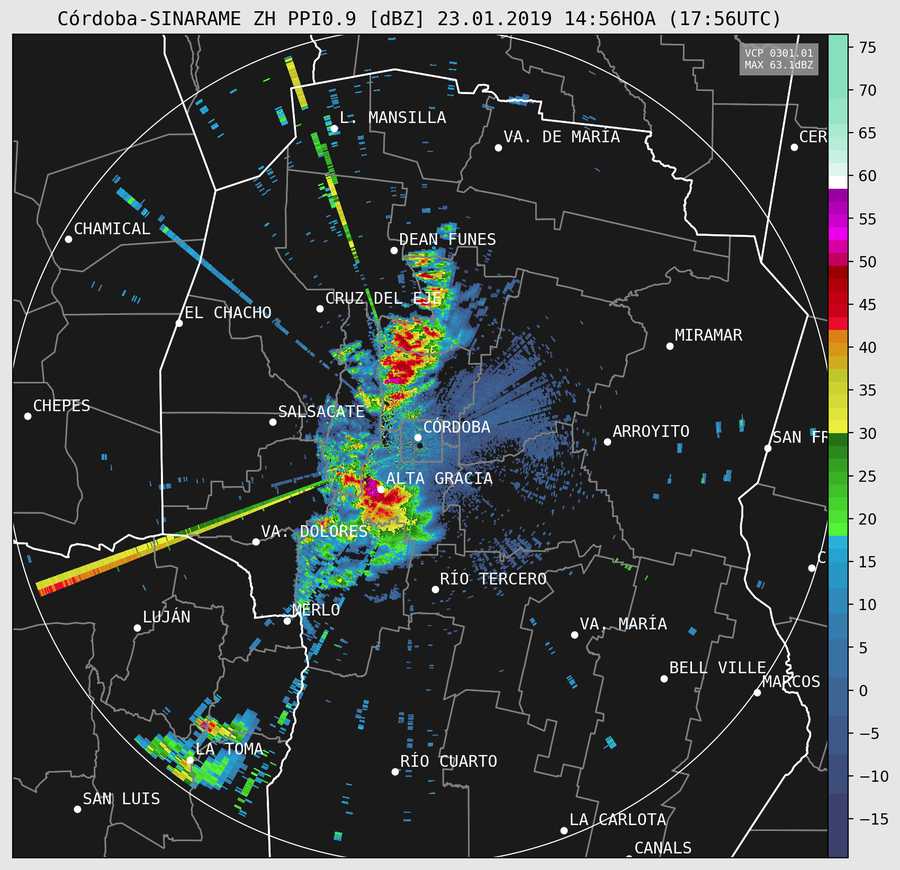 Córdoba-SINARAME ZH PPI0.9 [dBZ] 23.01.2019 14:56HOA (17:56UTC)
VCP 0301.01
MAX 63.1dBZ
75
70
65
60
55
50
45
40
35
30
25
20
15
10
5
0
−5
−10
−15
L. MANSILLA
VA. DE MARÍA
CER
CHAMICAL
DEAN FUNES
CRUZ DEL EJE
EL CHACHO
MIRAMAR
CHEPES
SALSACATE
CÓRDOBA
ARROYITO
SAN FR
ALTA GRACIA
VA. DOLORES
C
RÍO TERCERO
LUJÁN
MERLO
VA. MARÍA
BELL VILLE
MARCOS
LA TOMA
RÍO CUARTO
SAN LUIS
LA CARLOTA
CANALS